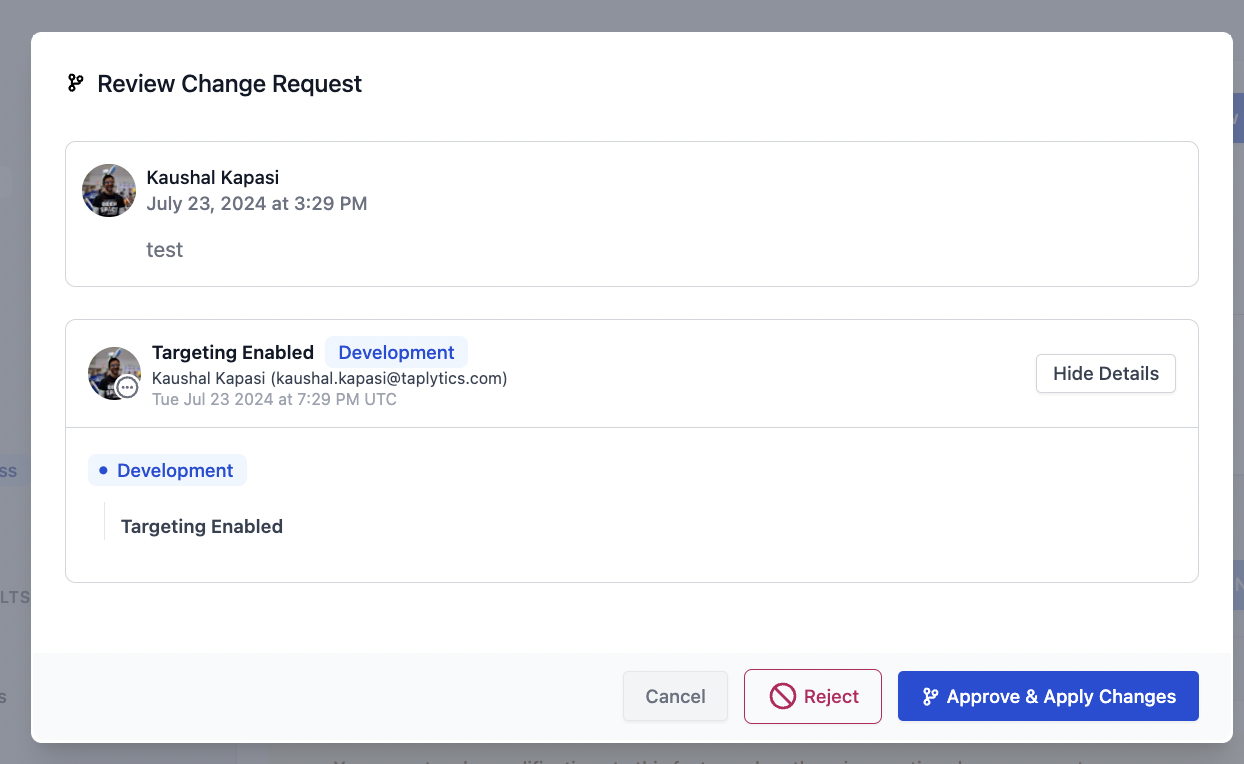 Review Change Request
Kaushal Kapasi
July 23, 2024 at 3:29 PM
test
Targeting Enabled Development
Kaushal Kapasi (kaushal.kapasi@taplytics.com)
Tue Jul 23 2024 at 7:29 PM UTC
Hide Details
Development
Targeting Enabled
Cancel
Reject
Approve & Apply Changes